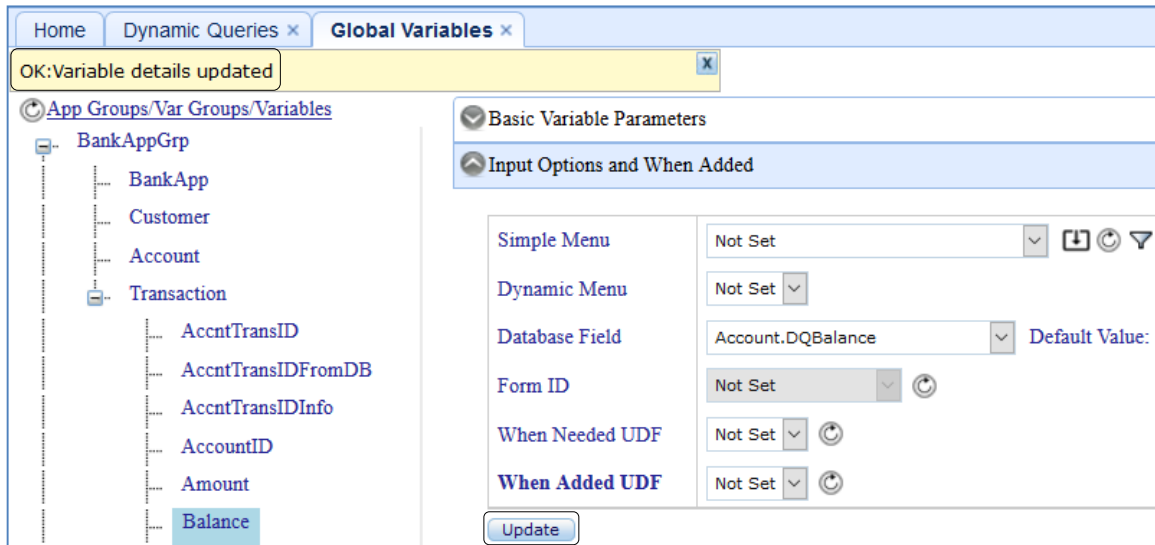 Home Dynamic Queries × Global Variables ×
OK:Variable details updated X
App Groups/Var Groups/Variables
BankAppGrp
BankApp
Customer
Account
Transaction
AccntTransID
AccntTransIDFromDB
AccntTransIDInfo
AccountID
Amount
Balance
Basic Variable Parameters
Input Options and When Added
Simple Menu Not Set
Dynamic Menu Not Set
Database Field Account.DQBalance Default Value:
Form ID Not Set
When Needed UDF Not Set
When Added UDF Not Set
Update